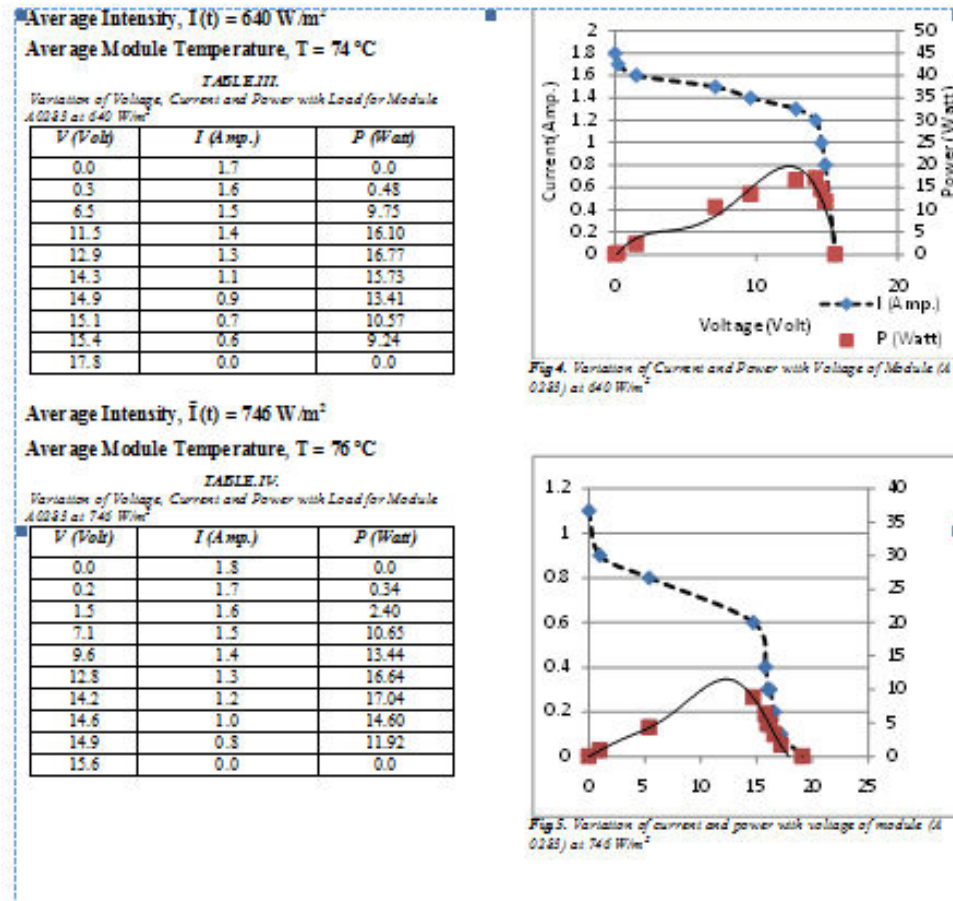 Average Intensity, I(t) = 640 W/m²
Average Module Temperature, T = 74 °C
TABLE.III.
Variation of Voltage, Current and Power with Load for Module
A0283 at 640 W/m²
V (Volt) I (Amp.) P (Watt)
0.0 1.7 0.0
0.3 1.6 0.48
6.5 1.5 9.75
11.5 1.4 16.10
12.9 1.3 16.77
14.3 1.1 15.73
14.9 0.9 13.41
15.1 0.7 10.57
15.4 0.6 9.24
17.8 0.0 0.0
Average Intensity, Ī(t) = 746 W/m²
Average Module Temperature, T = 76 °C
TABLE.IV.
Variation of Voltage, Current and Power with Load for Module
A0283 at 746 W/m²
V (Volt) I (Amp.) P (Watt)
0.0 1.8 0.0
0.2 1.7 0.34
1.5 1.6 2.40
7.1 1.5 10.65
9.6 1.4 13.44
12.8 1.3 16.64
14.2 1.2 17.04
14.6 1.0 14.60
14.9 0.8 11.92
15.6 0.0 0.0
Current(Amp.)
2
1.8
1.6
1.4
1.2
1
0.8
0.6
0.4
0.2
0
50
45
40
35
30
25
20
15
10
5
0
Power(Watt)
0 10 20
Voltage(Volt)
I (Amp.)
P (Watt)
Fig4. Variation of Current and Power with Voltage of Module (A
0283) at 640 W/m²
1.2
1
0.8
0.6
0.4
0.2
0
40
35
30
25
20
15
10
5
0
0 5 10 15 20 25
Fig5. Variation of current and power with voltage of module (A
0283) at 746 W/m²